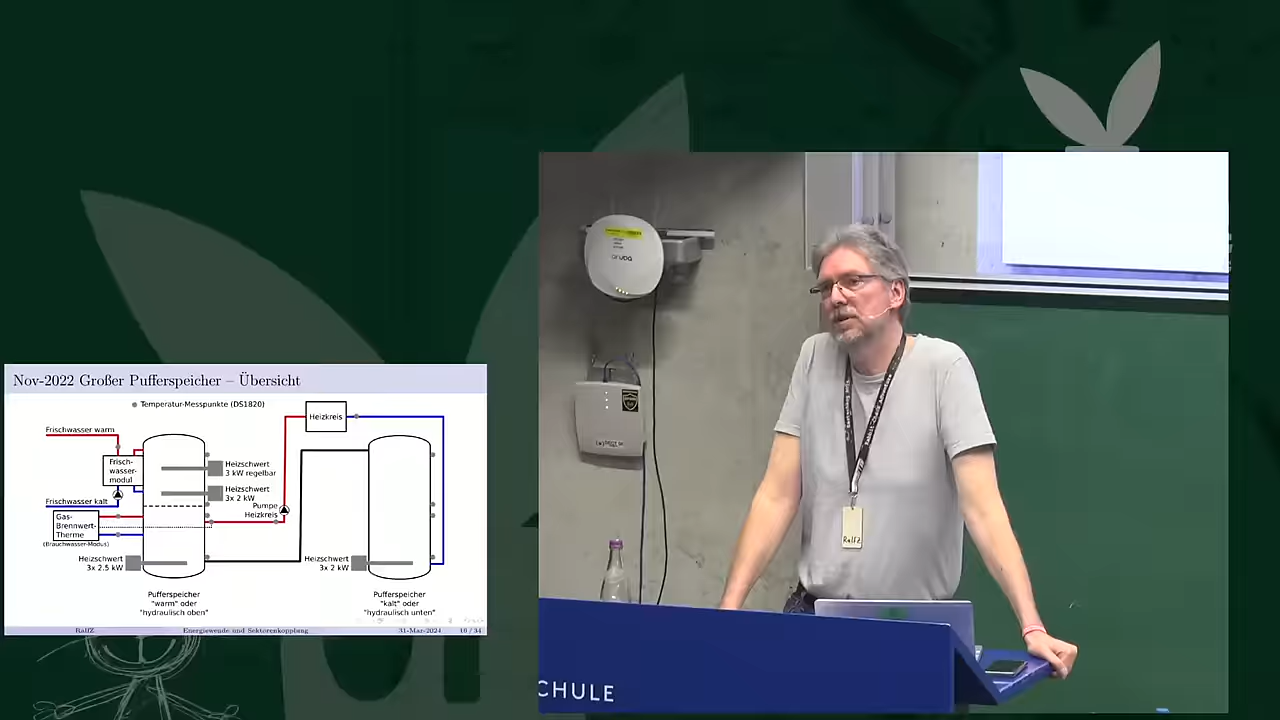 Nov-2022 Großer Pufferspeicher – Übersicht
Temperatur-Messpunkte (DS1820)
Heizkreis
Frischwasser warm
Frisch-
wasser-
modul
Heizschwert
3 kW regelbar
Heizschwert
3x 2 kW
Pumpe
Heizkreis
Frischwasser kalt
Gas-
Brennwert-
Therme
(Brauchwasser-Modus)
Heizschwert
3x 2.5 kW
Heizschwert
3x 2 kW
Pufferspeicher
"warm" oder
"hydraulisch oben"
Pufferspeicher
"kalt" oder
"hydraulisch unten"
RalfZ
Energiewende und Sektorenkopplung
31-Mar-2024
RalfZ
CHULE